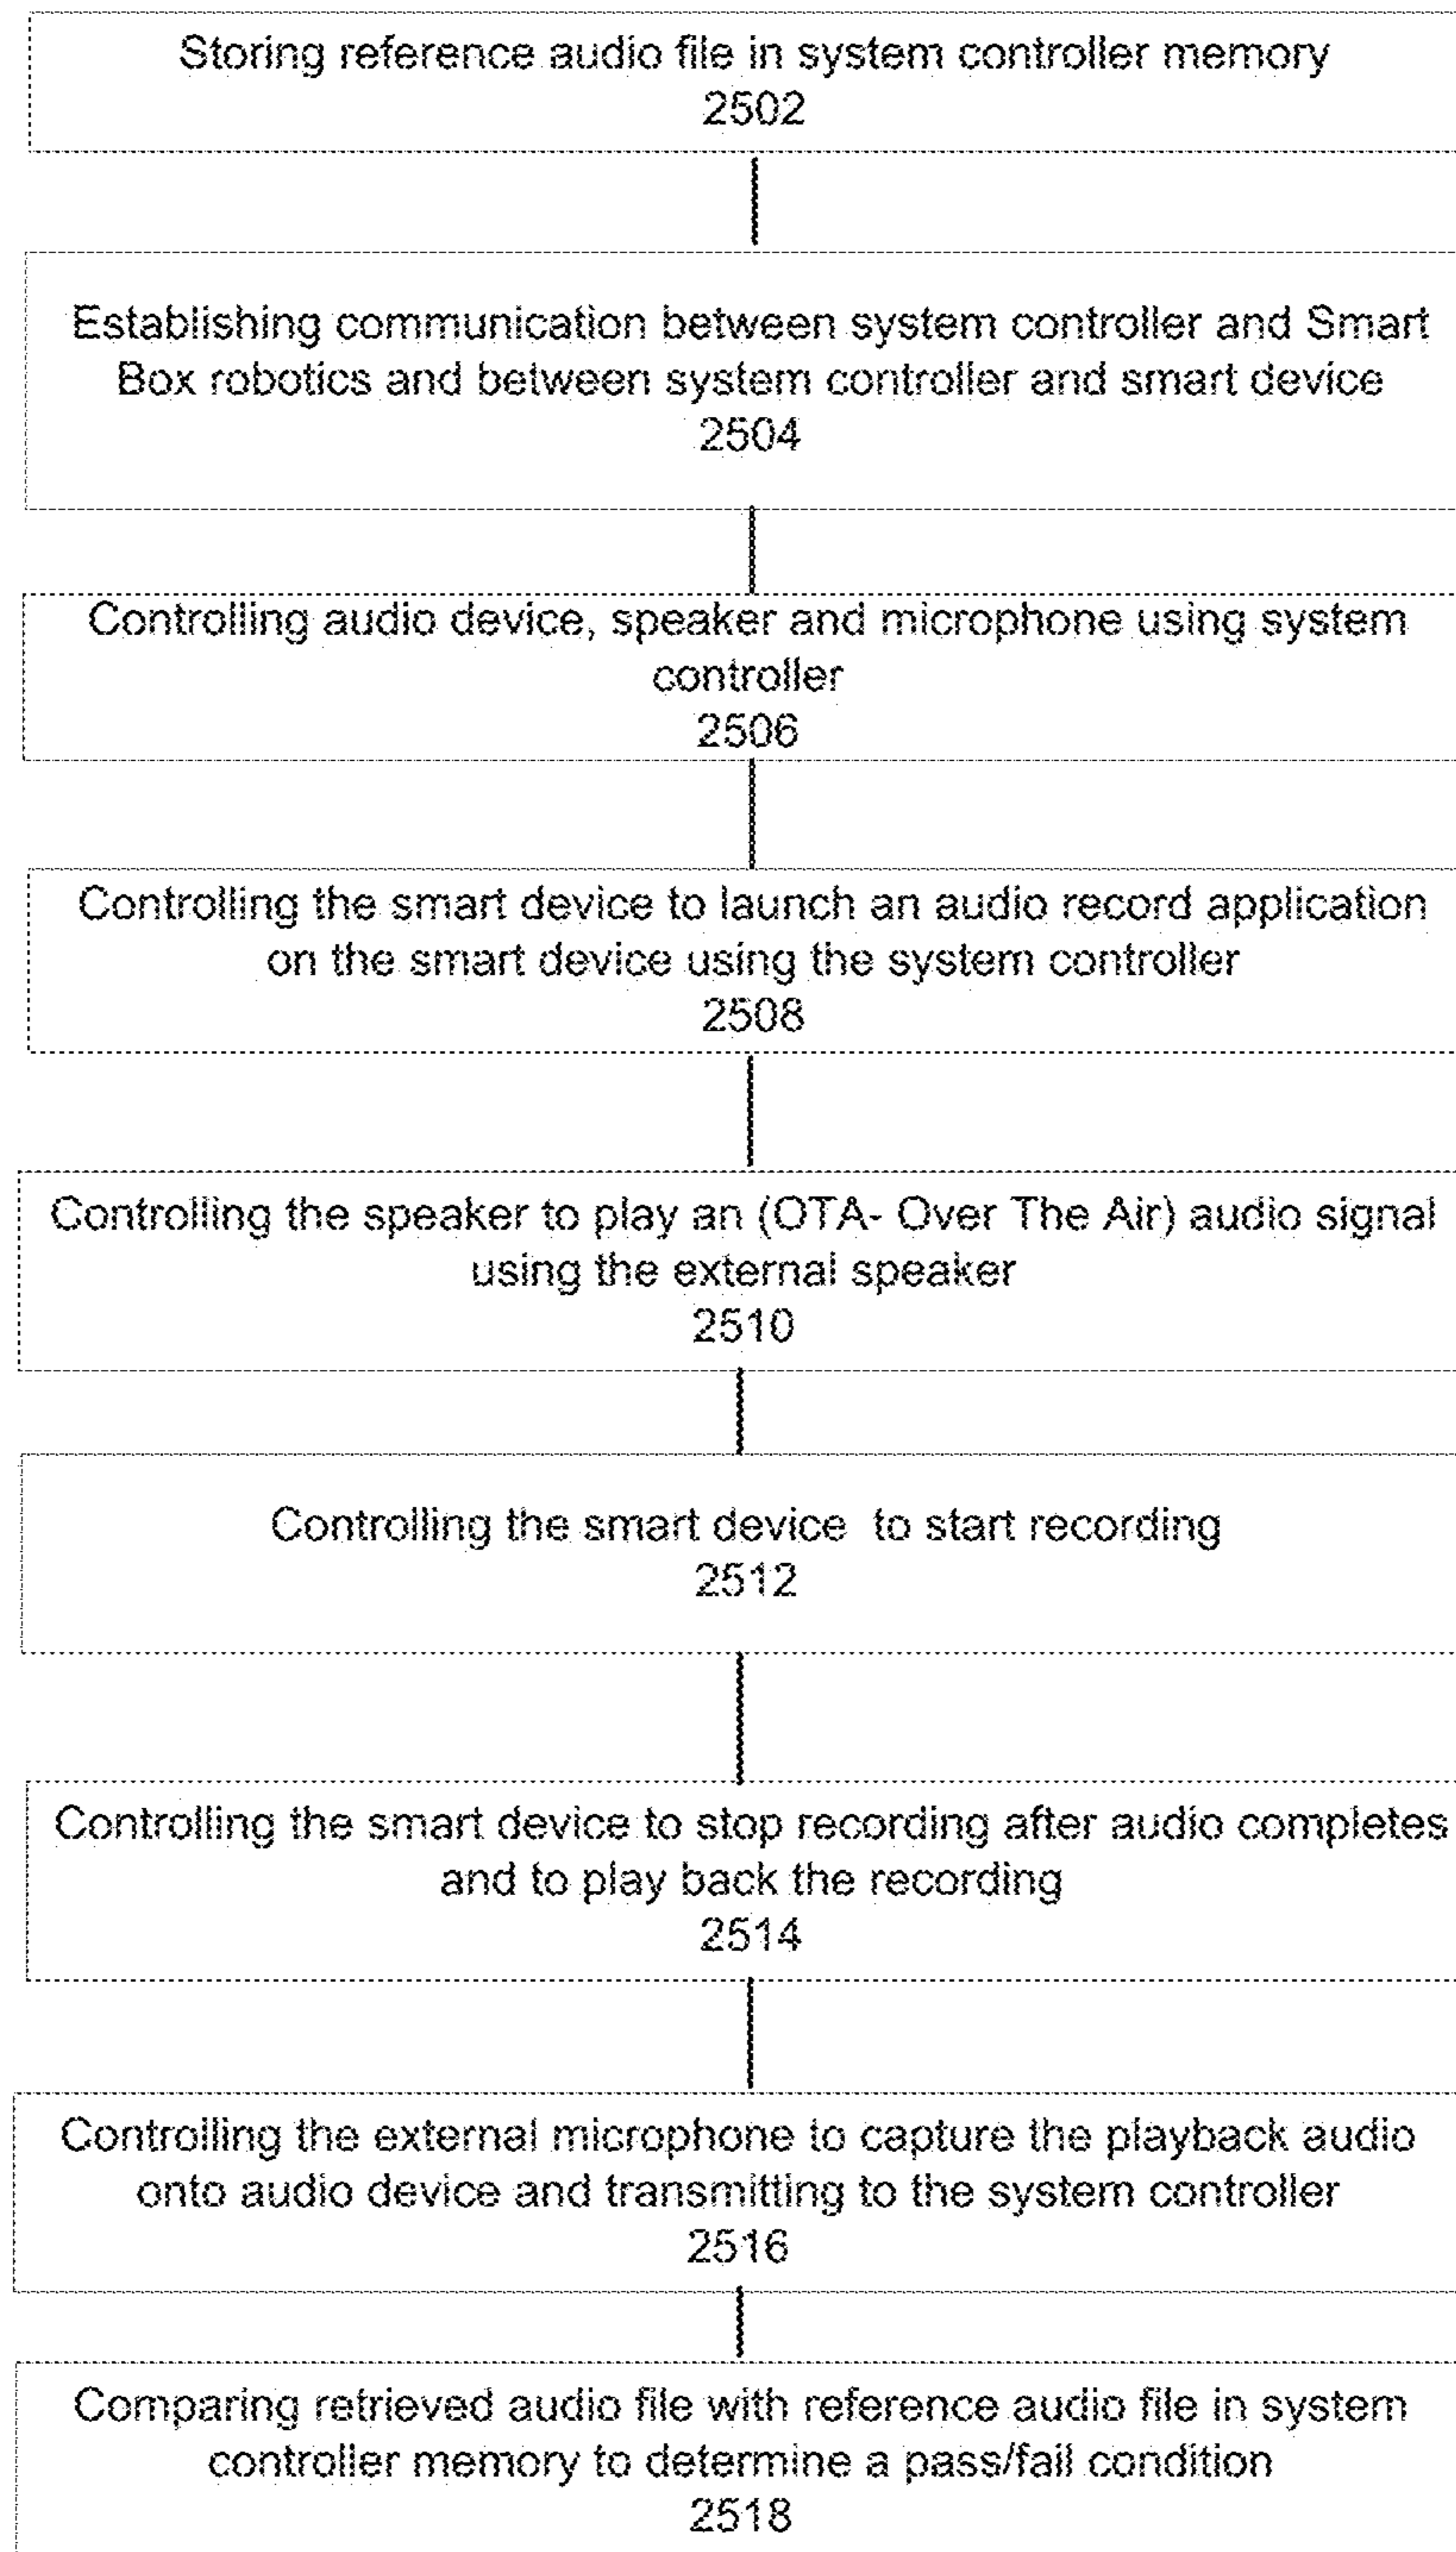 Storing reference audio file in system controller memory
2502
Establishing communication between system controller and Smart
Box robotics and between system controller and smart device
2504
Controlling audio device, speaker and microphone using system
controller
2506
Controlling the smart device to launch an audio record application
on the smart device using the system controller
2508
Controlling the speaker to play an (OTA- Over The Air) audio signal
using the external speaker
2510
Controlling the smart device to start recording
2512
Controlling the smart device to stop recording after audio completes
and to play back the recording
2514
Controlling the external microphone to capture the playback audio
onto audio device and transmitting to the system controller
2516
Comparing retrieved audio file with reference audio file in system
controller memory to determine a pass/fail condition
2518